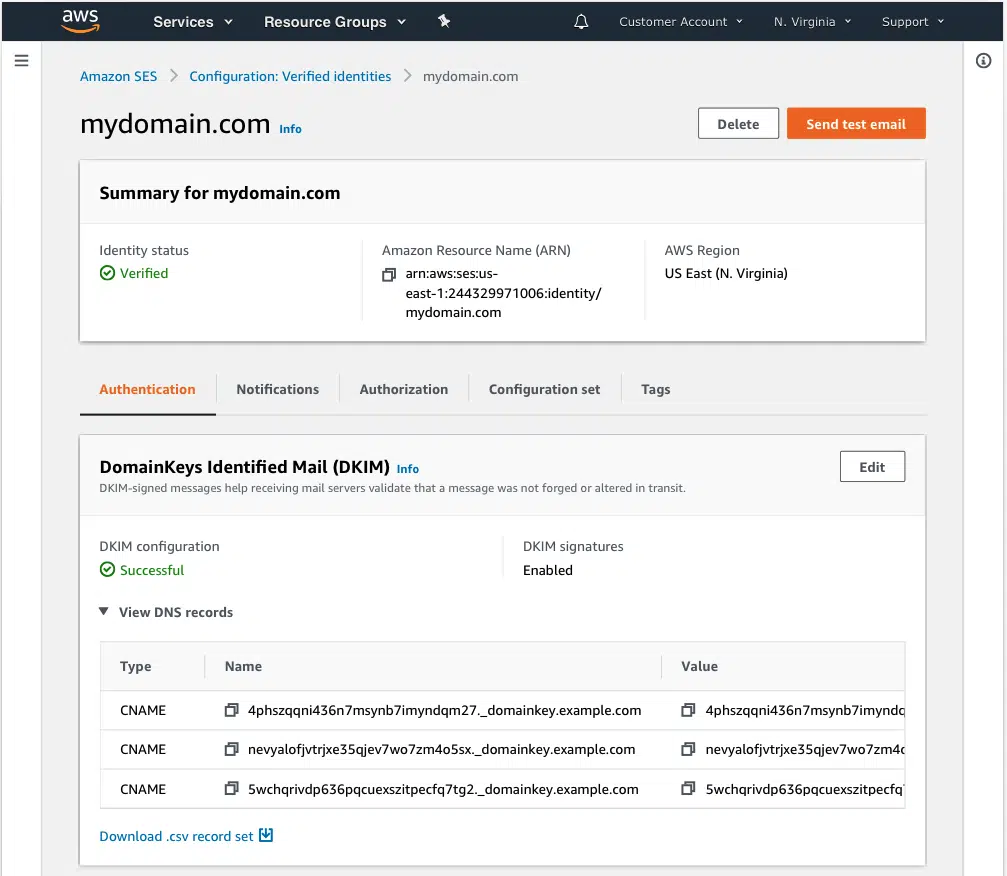 aws Services Resource Groups Customer Account N. Virginia Support
Amazon SES > Configuration: Verified identities > mydomain.com
mydomain.com Info Delete Send test email
Summary for mydomain.com
Identity status Amazon Resource Name (ARN) AWS Region
Verified arn:aws:ses:us- US East (N. Virginia)
east-1:244329971006:identity/
mydomain.com
Authentication Notifications Authorization Configuration set Tags
DomainKeys Identified Mail (DKIM) Info Edit
DKIM-signed messages help receiving mail servers validate that a message was not forged or altered in transit.
DKIM configuration DKIM signatures
Successful Enabled
View DNS records
Type Name Value
CNAME 4phszqqni436n7msynb7imyndqm27._domainkey.example.com 4phszqqni436n7msynb7imyndq
CNAME nevyalofjvtrjxe35qjev7wo7zm4o5sx._domainkey.example.com nevyalofjvtrjxe35qjev7wo7zm4
CNAME 5wchqrivdp636pqcuexszitpecfq7tg2._domainkey.example.com 5wchqrivdp636pqcuexszitpecfq
Download .csv record set